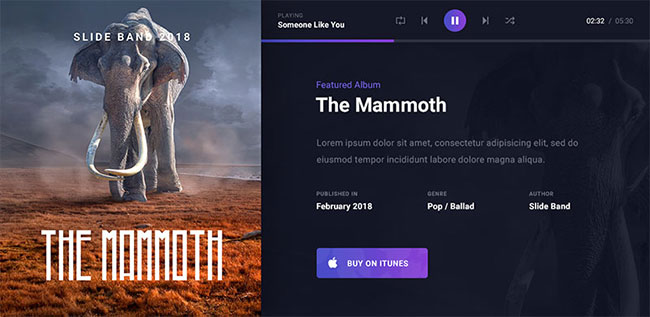 SLIDE BAND 2018
THE MAMMOTH
PLAYING
Someone Like You
02:32 / 05:30
Featured Album
The Mammoth
Lorem ipsum dolor sit amet, consectetur adipisicing elit, sed do
eiusmod tempor incididunt labore dolore magna aliqua.
PUBLISHED IN
February 2018
GENRE
Pop / Ballad
AUTHOR
Slide Band
BUY ON ITUNES